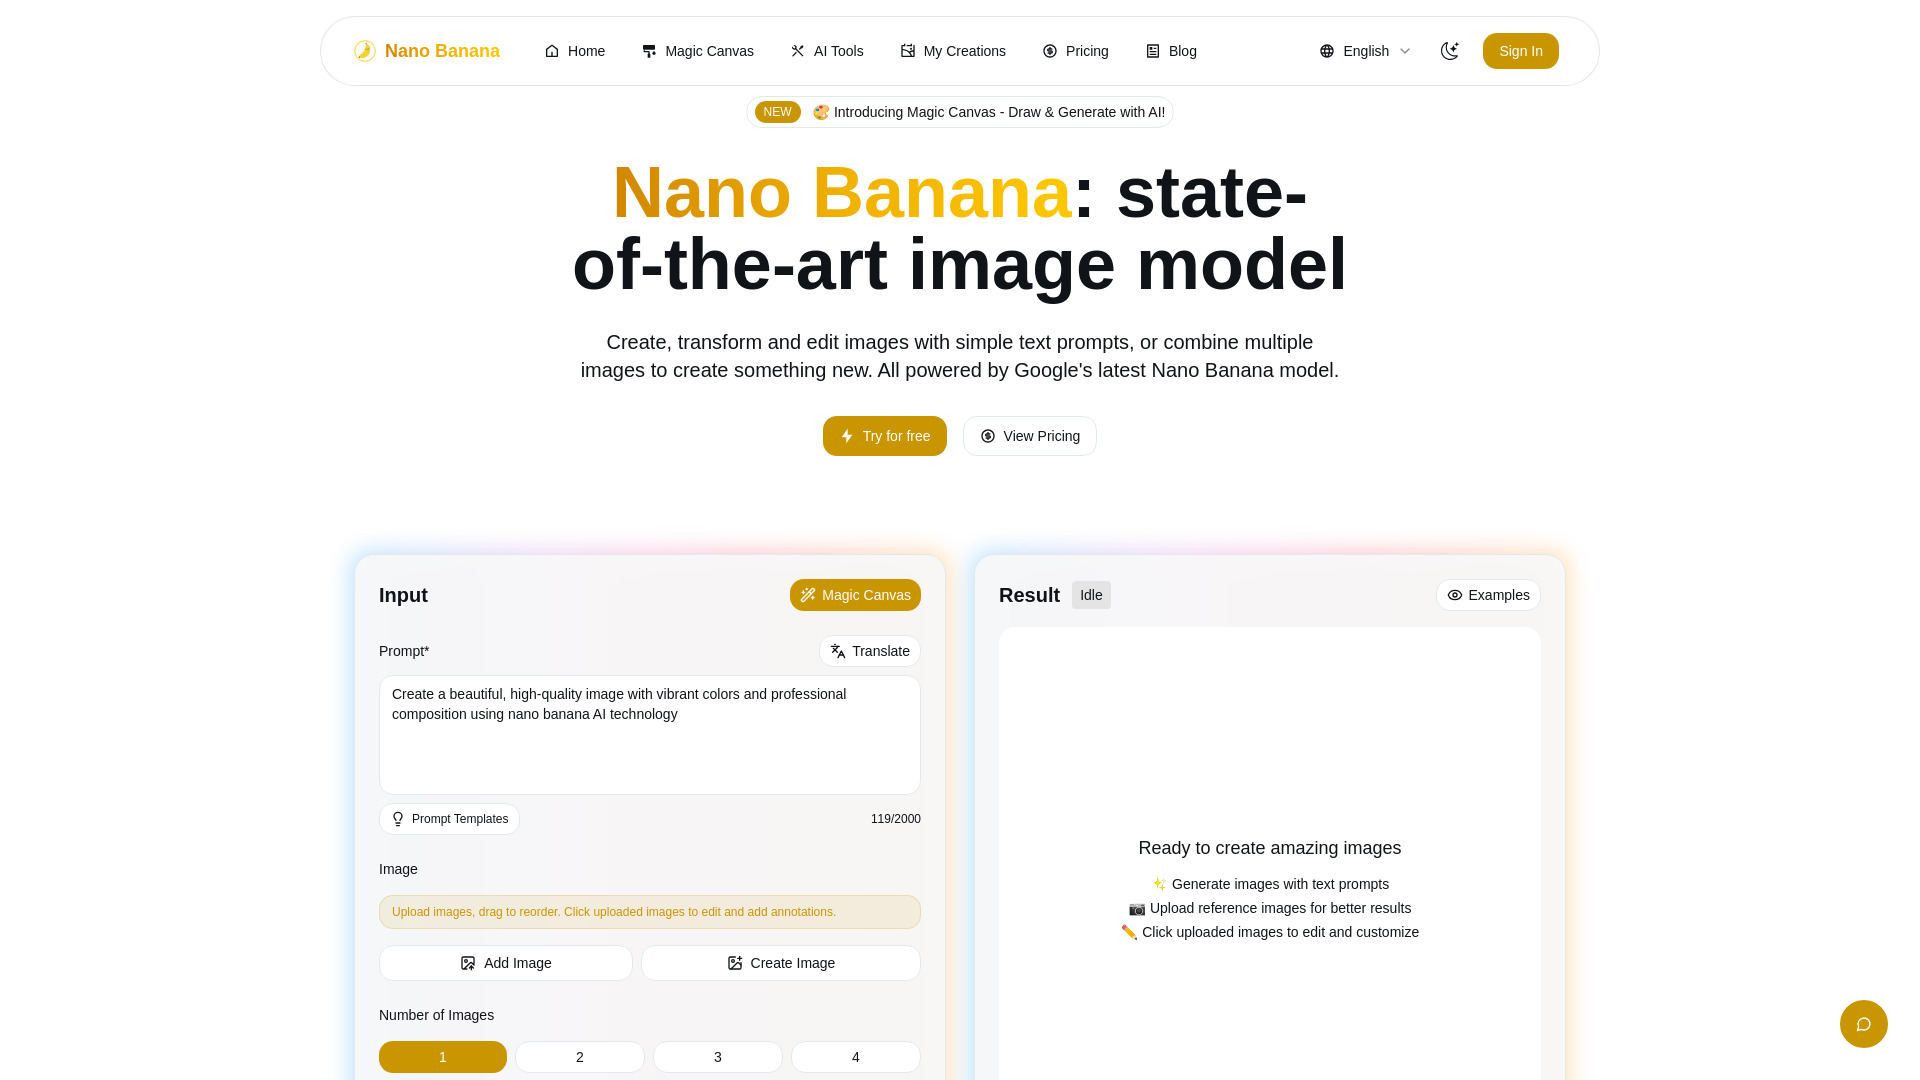 Nano Banana
Home
Magic Canvas
AI Tools
My Creations
Pricing
Blog
English
Sign In
NEW
🎨 Introducing Magic Canvas - Draw & Generate with AI!
Nano Banana: state-
of-the-art image model
Create, transform and edit images with simple text prompts, or combine multiple
images to create something new. All powered by Google's latest Nano Banana model.
Try for free
View Pricing
Input
Magic Canvas
Prompt*
Translate
Create a beautiful, high-quality image with vibrant colors and professional
composition using nano banana AI technology
Prompt Templates
119/2000
Image
Upload images, drag to reorder. Click uploaded images to edit and add annotations.
Add Image
Create Image
Number of Images
1
2
3
4
Result
Idle
Examples
Ready to create amazing images
✨ Generate images with text prompts
📷 Upload reference images for better results
✏️ Click uploaded images to edit and customize